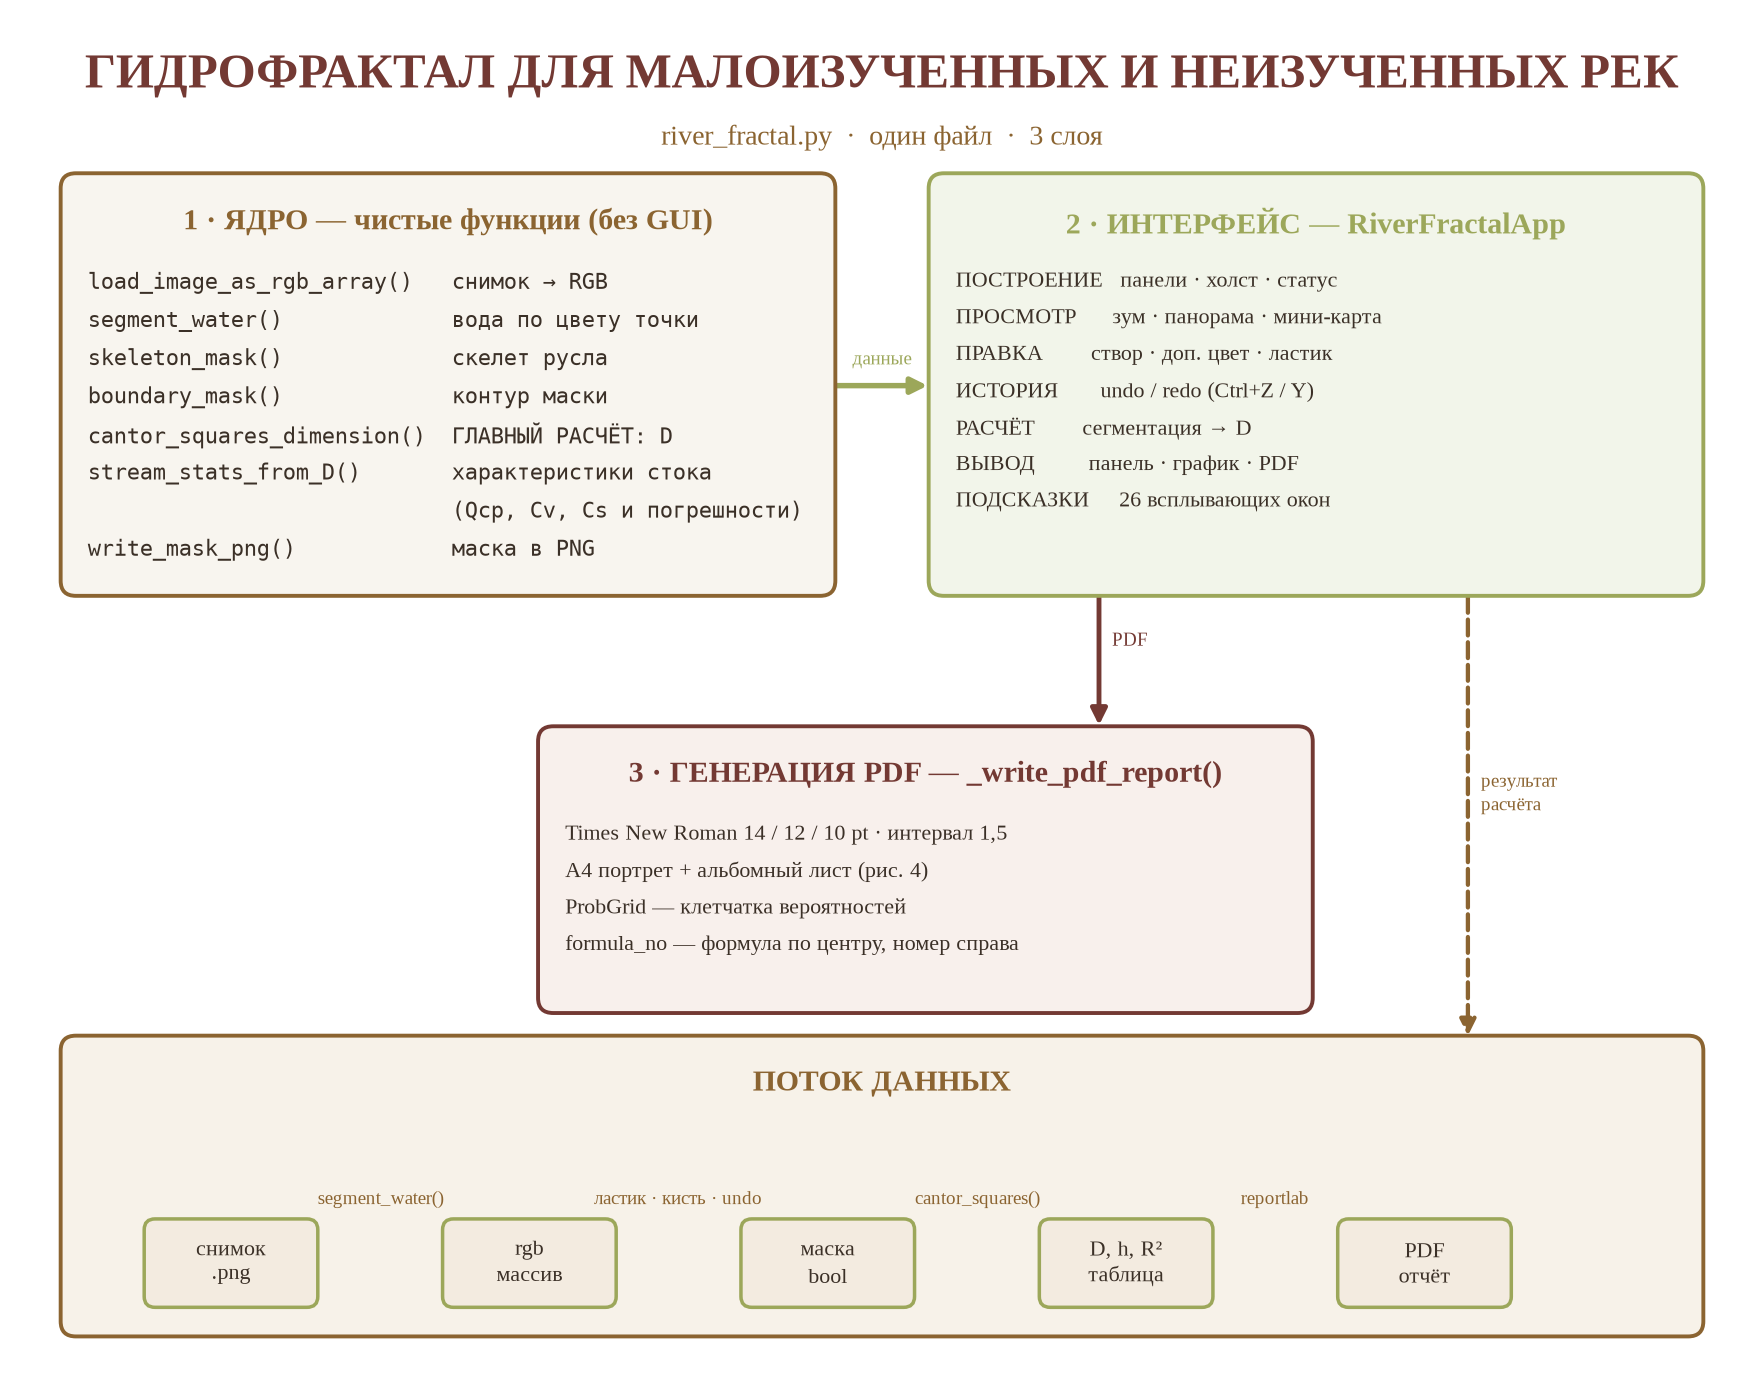 ГИДРОФРАКТАЛ ДЛЯ МАЛОИЗУЧЕННЫХ И НЕИЗУЧЕННЫХ РЕК
river_fractal.py · один файл · 3 слоя
1 · ЯДРО — чистые функции (без GUI)
load_image_as_rgb_array() снимок → RGB
segment_water() вода по цвету точки
skeleton_mask() скелет русла
boundary_mask() контур маски
cantor_squares_dimension() ГЛАВНЫЙ РАСЧЁТ: D
stream_stats_from_D() характеристики стока
(Qср, Cv, Cs и погрешности)
write_mask_png() маска в PNG
данные
2 · ИНТЕРФЕЙС — RiverFractalApp
ПОСТРОЕНИЕ панели · холст · статус
ПРОСМОТР зум · панорама · мини-карта
ПРАВКА створ · доп. цвет · ластик
ИСТОРИЯ undo / redo (Ctrl+Z / Y)
РАСЧЁТ сегментация → D
ВЫВОД панель · график · PDF
ПОДСКАЗКИ 26 всплывающих окон
PDF
3 · ГЕНЕРАЦИЯ PDF — _write_pdf_report()
Times New Roman 14 / 12 / 10 pt · интервал 1,5
A4 портрет + альбомный лист (рис. 4)
ProbGrid — клетчатка вероятностей
formula_no — формула по центру, номер справа
результат
расчёта
ПОТОК ДАННЫХ
segment_water()
ластик · кисть · undo
cantor_squares()
reportlab
снимок
.png
rgb
массив
маска
bool
D, h, R²
таблица
PDF
отчёт